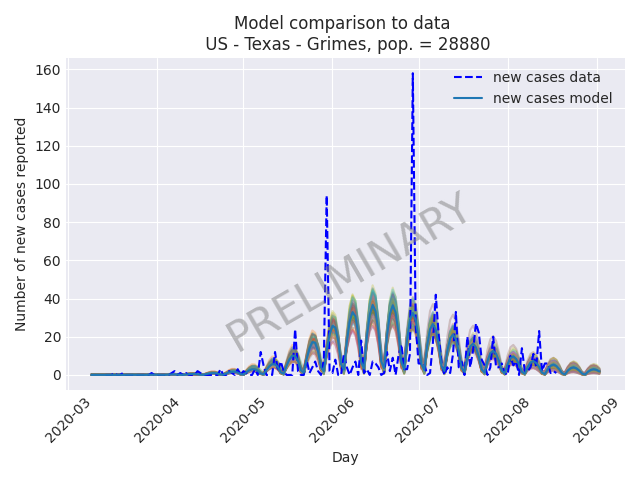 Model comparison to data
US - Texas - Grimes, pop. = 28880
new cases data
new cases model
Number of new cases reported
160
140
120
100
80
60
40
20
0
PRELIMINARY
2020-03
2020-04
2020-05
2020-06
2020-07
2020-08
2020-09
Day